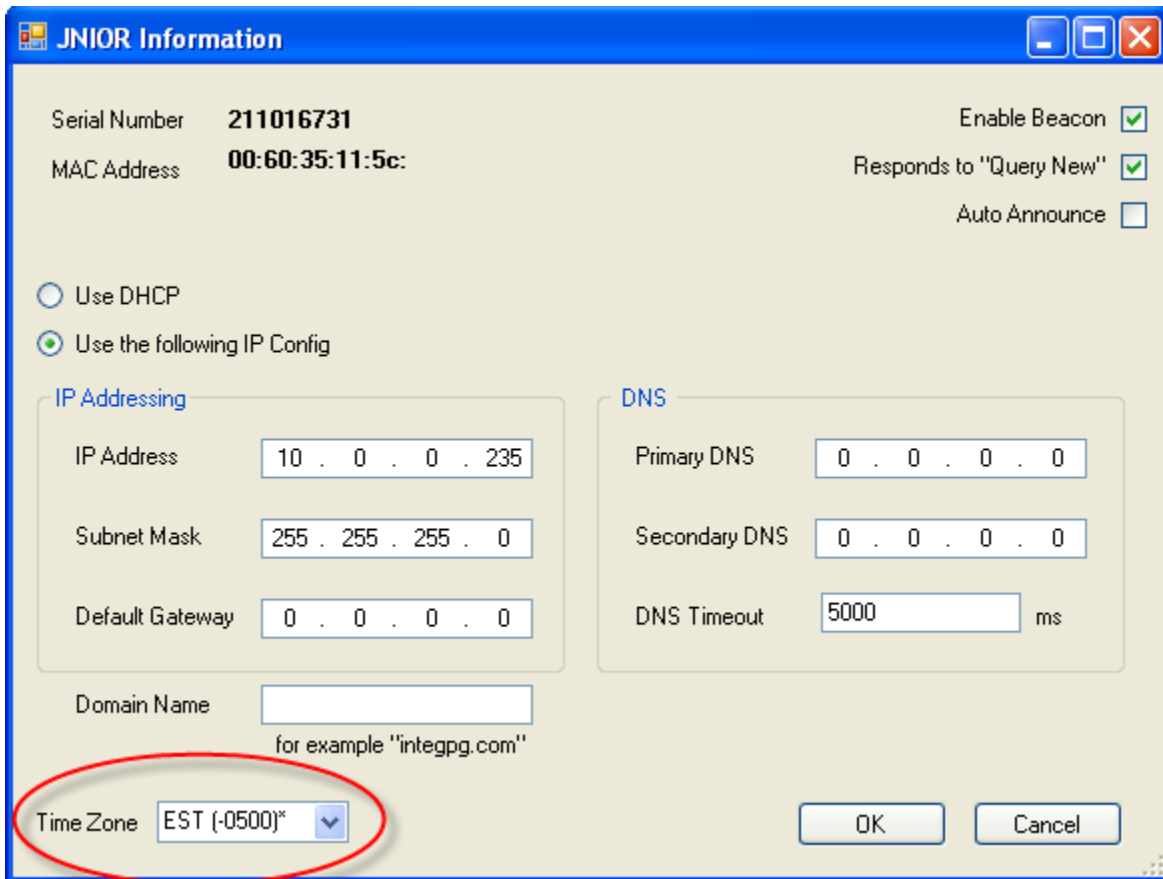 JNIOR Information
Serial Number 211016731
Enable Beacon
MAC Address 00:60:35:11:5c:
Responds to "Query New"
Auto Announce
Use DHCP
Use the following IP Config
IP Addressing
IP Address 10 . 0 . 0 . 235
Subnet Mask 255 . 255 . 255 . 0
Default Gateway 0 . 0 . 0 . 0
DNS
Primary DNS 0 . 0 . 0 . 0
Secondary DNS 0 . 0 . 0 . 0
DNS Timeout 5000 ms
Domain Name
for example "integpg.com"
Time Zone EST (-0500)*
OK
Cancel